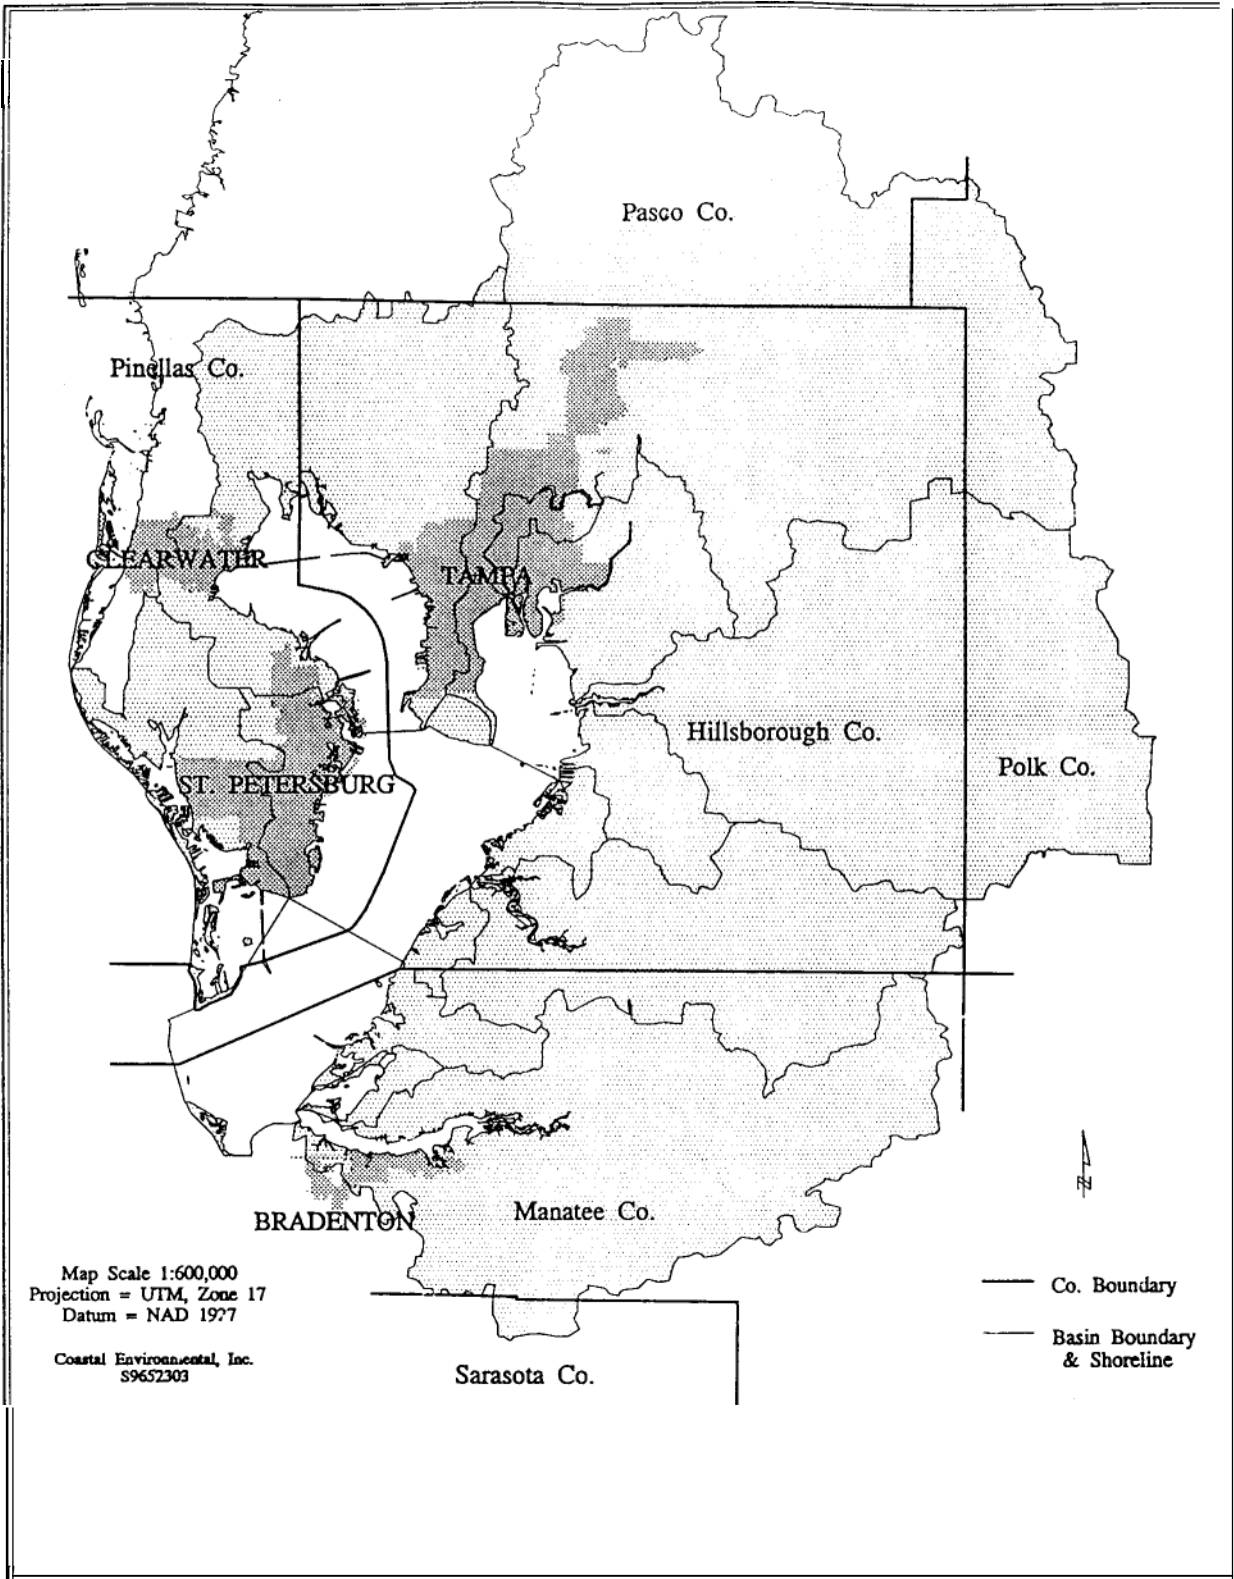 Pasco Co.
Pinellas Co.
CLEARWATER
TAMPA
Hillsborough Co.
Polk Co.
ST. PETERSBURG
Manatee Co.
BRADENTON
N
Map Scale 1:600,000
Projection = UTM, Zone 17
Datum = NAD 1927
Coastal Environmental, Inc.
S9652303
Co. Boundary
Basin Boundary
& Shoreline
Sarasota Co.